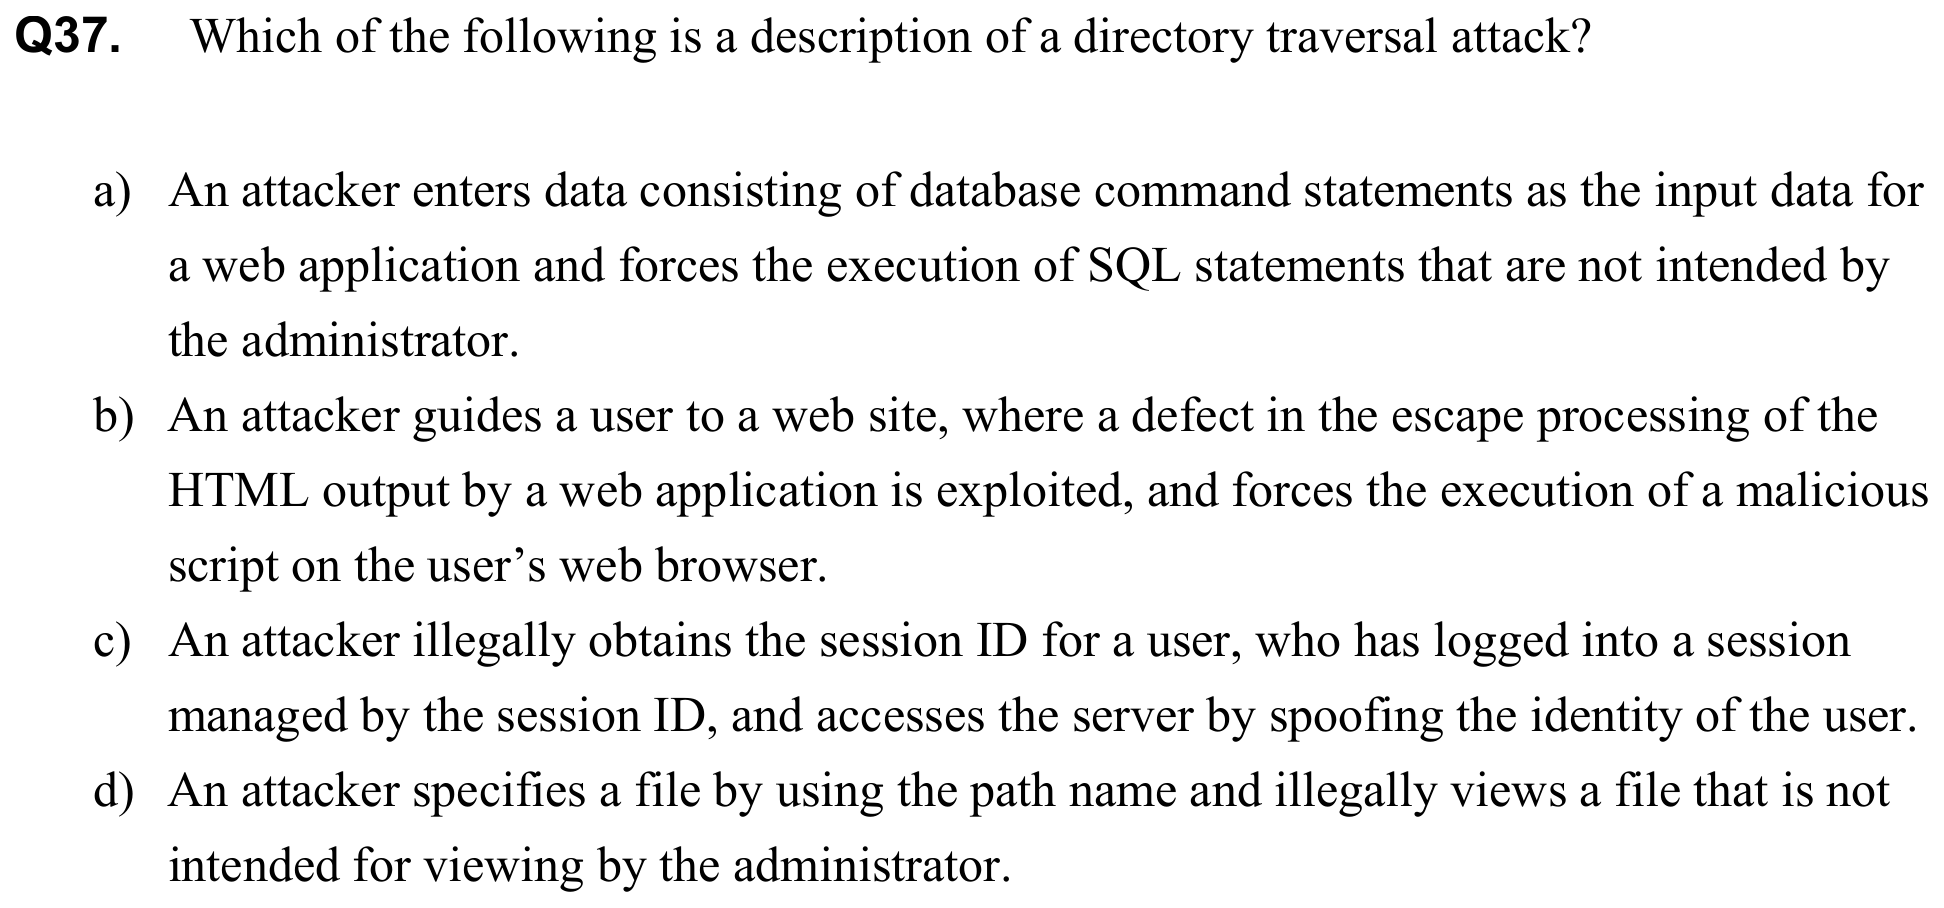 Q37. Which of the following is a description of a directory traversal attack?
a) An attacker enters data consisting of database command statements as the input data for
a web application and forces the execution of SQL statements that are not intended by
the administrator.
b) An attacker guides a user to a web site, where a defect in the escape processing of the
HTML output by a web application is exploited, and forces the execution of a malicious
script on the user’s web browser.
c) An attacker illegally obtains the session ID for a user, who has logged into a session
managed by the session ID, and accesses the server by spoofing the identity of the user.
d) An attacker specifies a file by using the path name and illegally views a file that is not
intended for viewing by the administrator.